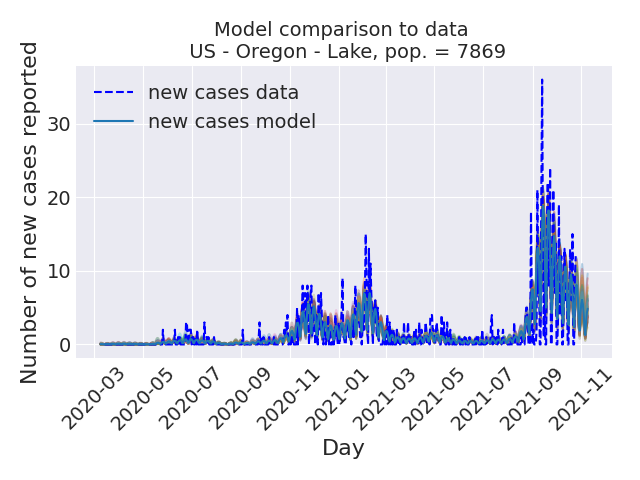 Model comparison to data
US - Oregon - Lake, pop. = 7869
Number of new cases reported
new cases data
new cases model
30
20
10
0
2020-03
2020-05
2020-07
2020-09
2020-11
2021-01
2021-03
2021-05
2021-07
2021-09
2021-11
Day